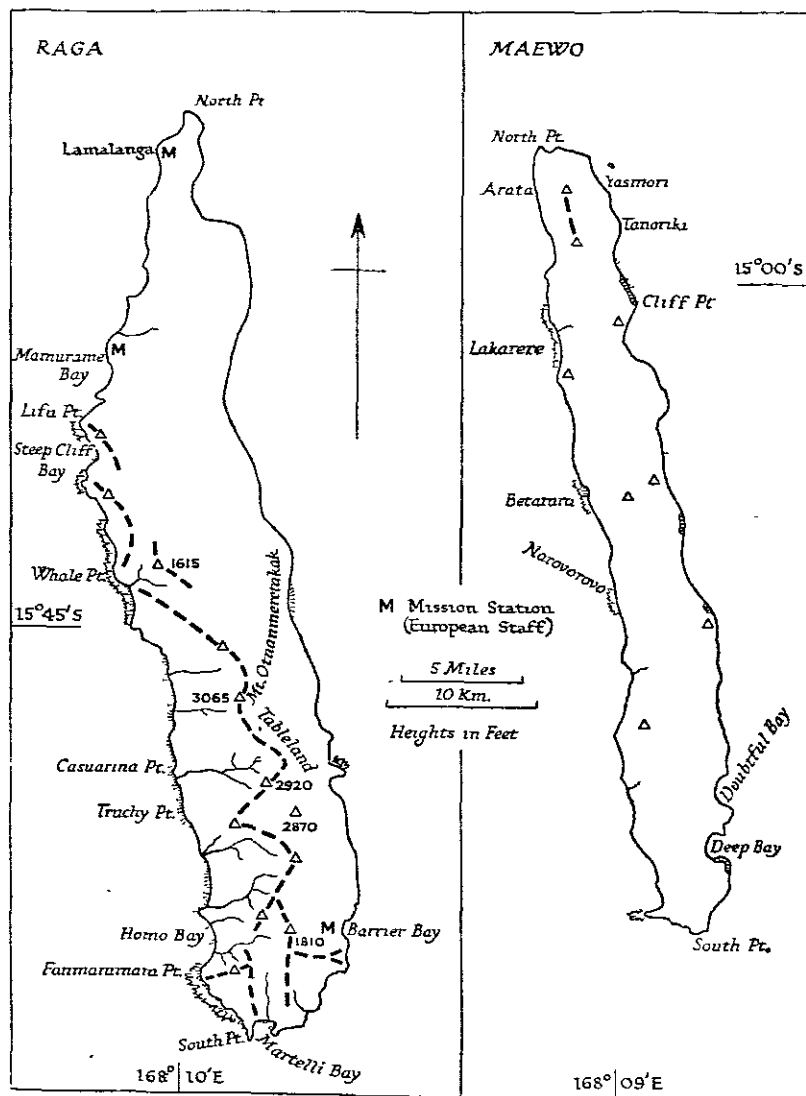 RAGA
North Pt
Lamalanga
M
M
Mamurame
Bay
Lifu Pt.
Steep Cliff
Bay
1615
Whale Pt.
15°45'S
Mt. Otnanmeretakak
3065
Tableland
Casuarina Pt.
2920
Truchy Pt.
2870
Homo Bay
M
Barrier Bay
1810
Fanmaramara Pt.
South Pt.
Martelli Bay
168° 10'E
MAEWO
North Pt.
Arata
Yasmori
Tanoriki
15°00'S
Cliff Pt
Lakarere
Betarara
Narovorovo
M Mission Station
(European Staff)
5 Miles
10 Km.
Heights in Feet
Doubtful Bay
Deep Bay
South Pt.
168° 09'E